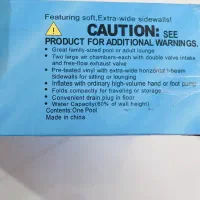 Featuring soft, Extra-wide sidewalls!
CAUTION: SEE
PRODUCT FOR ADDITIONAL WARNINGS.
• Great family-sized pool or adult lounge
• Two large air chambers-each with double valve intake
and free-flow exhaust valve
• Pre-tested vinyl with extra-wide horizontal I-beam
Sidewalls for sitting or lounging
• Inflates with ordinary high-volume hand or foot pump
• Folds compactly for traveling or storage
• Convenient drain plug in floor
• Water Capacity:(80% of wall height)
Contents:One Pool
Made in china